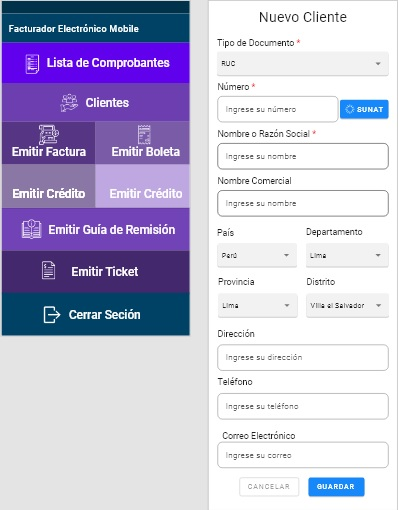 Facturador Electrónico Mobile
Lista de Comprobantes
Clientes
Emitir Factura
Emitir Boleta
Emitir Crédito
Emitir Crédito
Emitir Guía de Remisión
Emitir Ticket
Cerrar Seción
Nuevo Cliente
Tipo de Documento *
RUC
Número *
Ingrese su número
SUNAT
Nombre o Razón Social *
Ingrese su nombre
Nombre Comercial
Ingrese su nombre
País
Departamento
Perú
Lima
Provincia
Distrito
Lima
Villa el Salvador
Dirección
Ingrese su dirección
Teléfono
Ingrese su teléfono
Correo Electrónico
Ingrese su correo
CANCELAR
GUARDAR